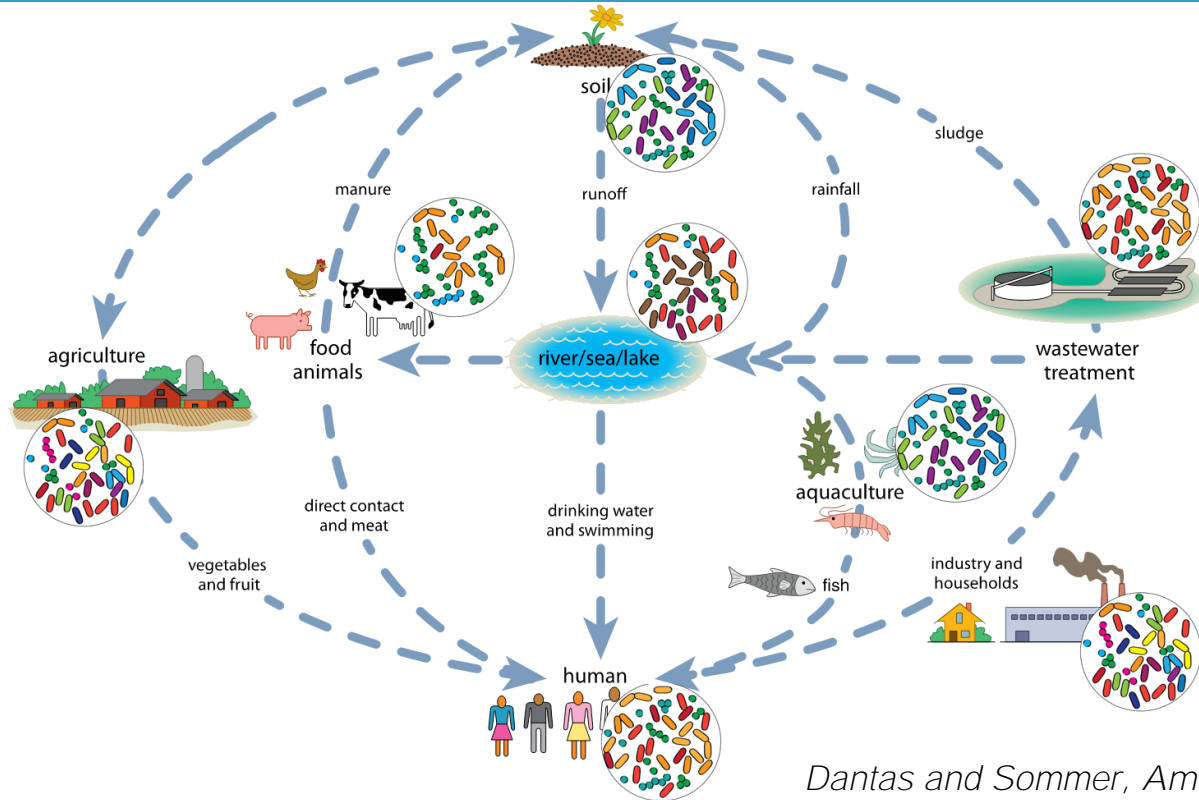 soil
sludge
manure
runoff
rainfall
agriculture
food
animals
river/sea/lake
wastewater
treatment
direct contact
and meat
drinking water
and swimming
aquaculture
vegetables
and fruit
fish
industry and
households
human
Dantas and Sommer, Am